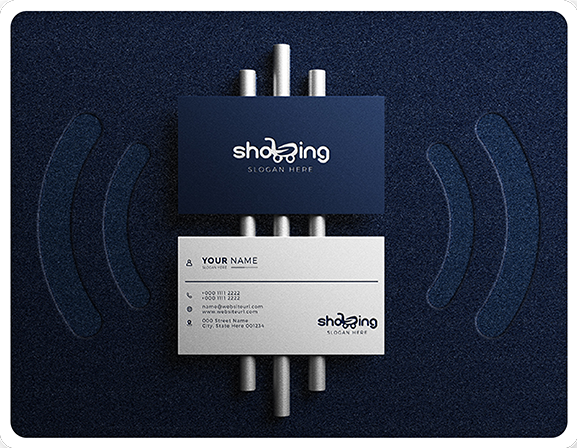 shopping
SLOGAN HERE
YOUR NAME
SLOGAN HERE
+000 1111 2222
+000 1111 2222
name@websiteurl.com
www.websiteurl.com
000 Street Name
City, State Here 001234
shopping
SLOGAN HERE